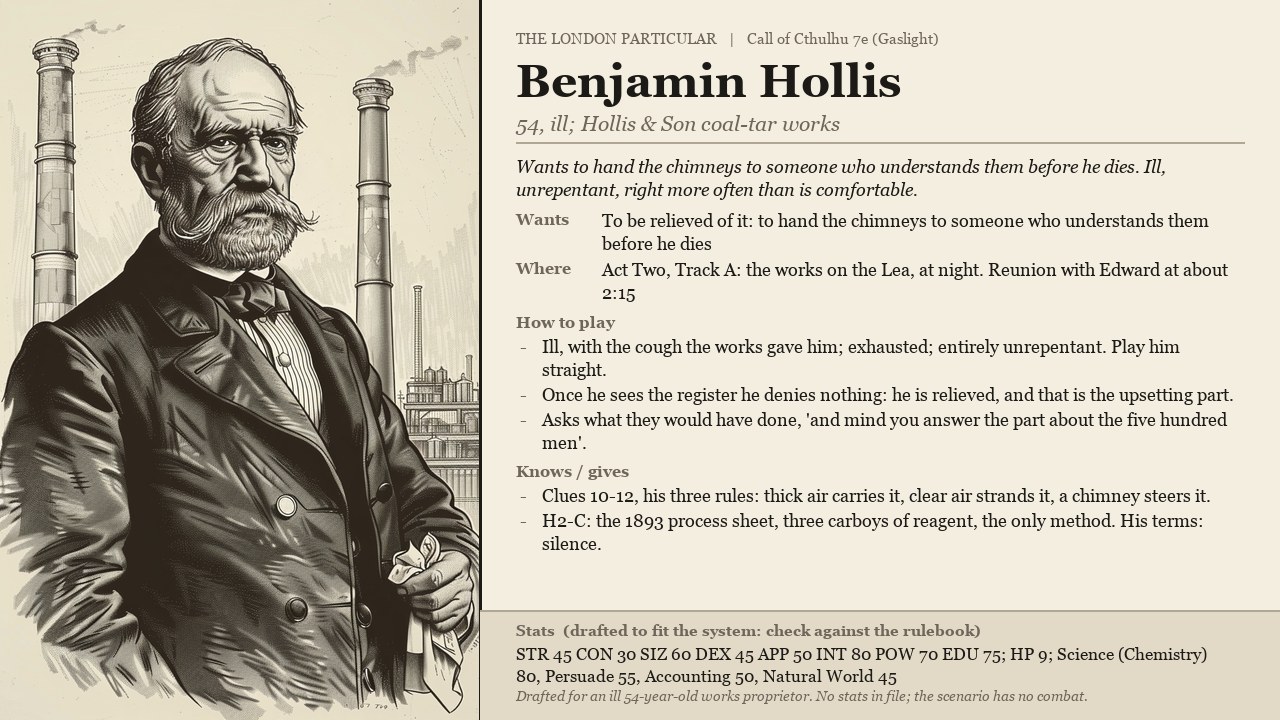 THE LONDON PARTICULAR | Call of Cthulhu 7e (Gaslight)
Benjamin Hollis
54, ill; Hollis & Son coal-tar works
Wants to hand the chimneys to someone who understands them before he dies. Ill,
unrepentant, right more often than is comfortable.
Wants To be relieved of it: to hand the chimneys to someone who understands them
before he dies
Where Act Two, Track A: the works on the Lea, at night. Reunion with Edward at about
2:15
How to play
- Ill, with the cough the works gave him; exhausted; entirely unrepentant. Play him
straight.
- Once he sees the register he denies nothing: he is relieved, and that is the upsetting part.
- Asks what they would have done, 'and mind you answer the part about the five hundred
men'.
Knows / gives
- Clues 10-12, his three rules: thick air carries it, clear air strands it, a chimney steers it.
- H2-C: the 1893 process sheet, three carboys of reagent, the only method. His terms:
silence.
Stats (drafted to fit the system: check against the rulebook)
STR 45 CON 30 SIZ 60 DEX 45 APP 50 INT 80 POW 70 EDU 75; HP 9; Science (Chemistry)
80, Persuade 55, Accounting 50, Natural World 45
Drafted for an ill 54-year-old works proprietor. No stats in file; the scenario has no combat.